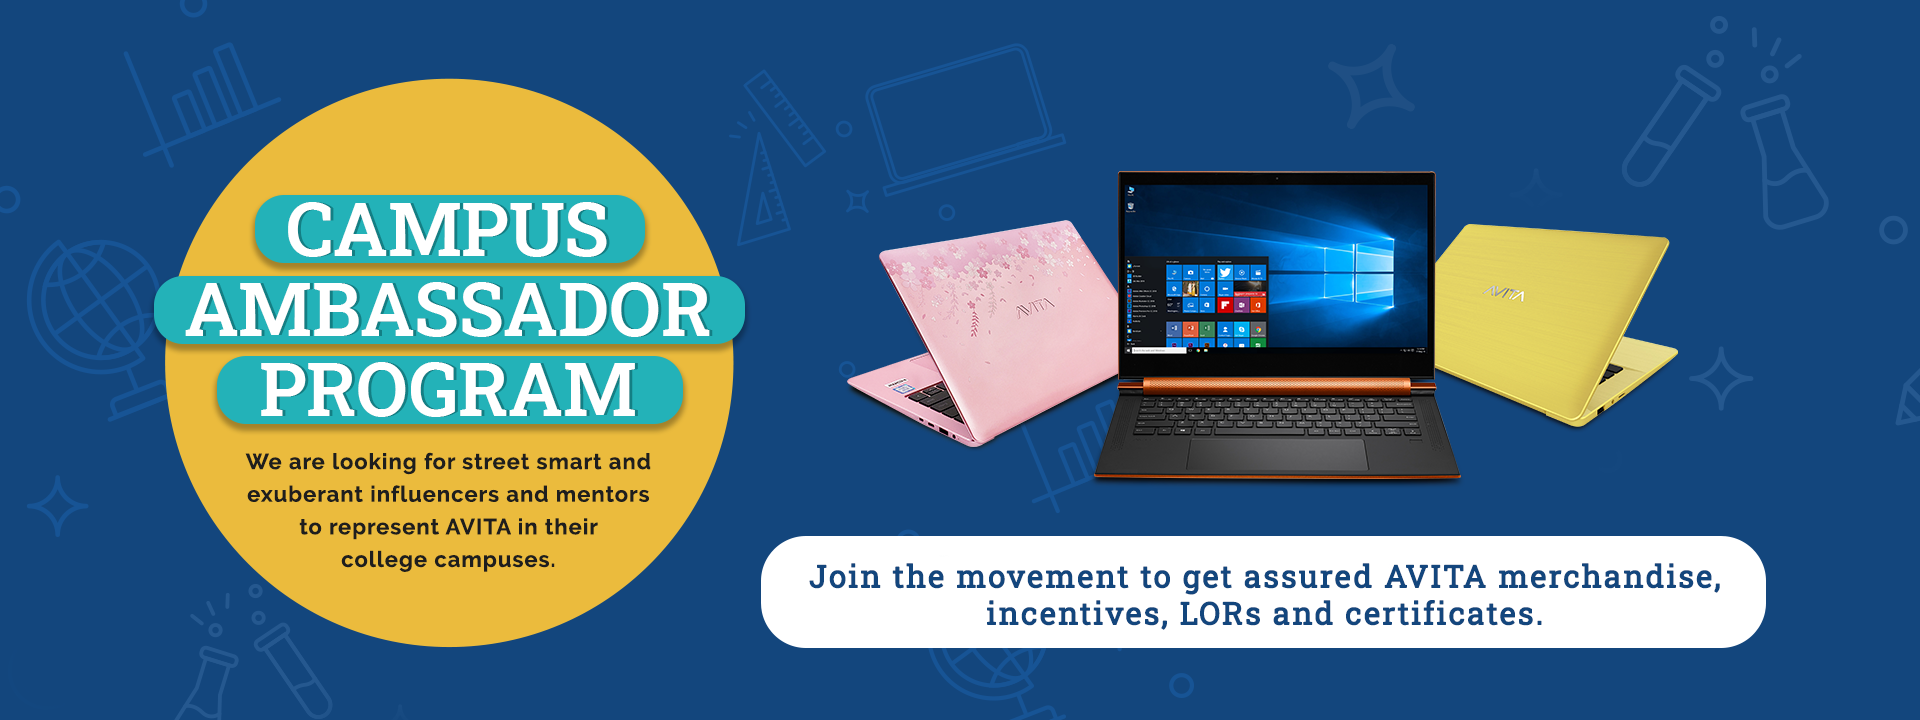 CAMPUS
AMBASSADOR
PROGRAM
We are looking for street smart and
exuberant influencers and mentors
to represent AVITA in their
college campuses.
AVITA
AVITA
Join the movement to get assured AVITA merchandise,
incentives, LORs and certificates.